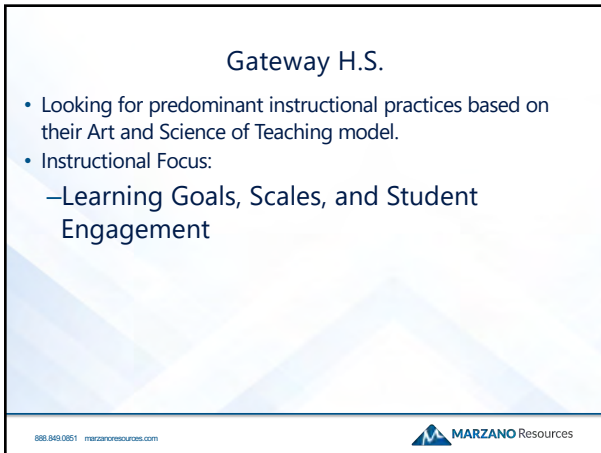 Gateway H.S.
• Looking for predominant instructional practices based on
their Art and Science of Teaching model.
• Instructional Focus:
–Learning Goals, Scales, and Student
Engagement
888.849.0851 marzanoresources.com
MARZANO Resources